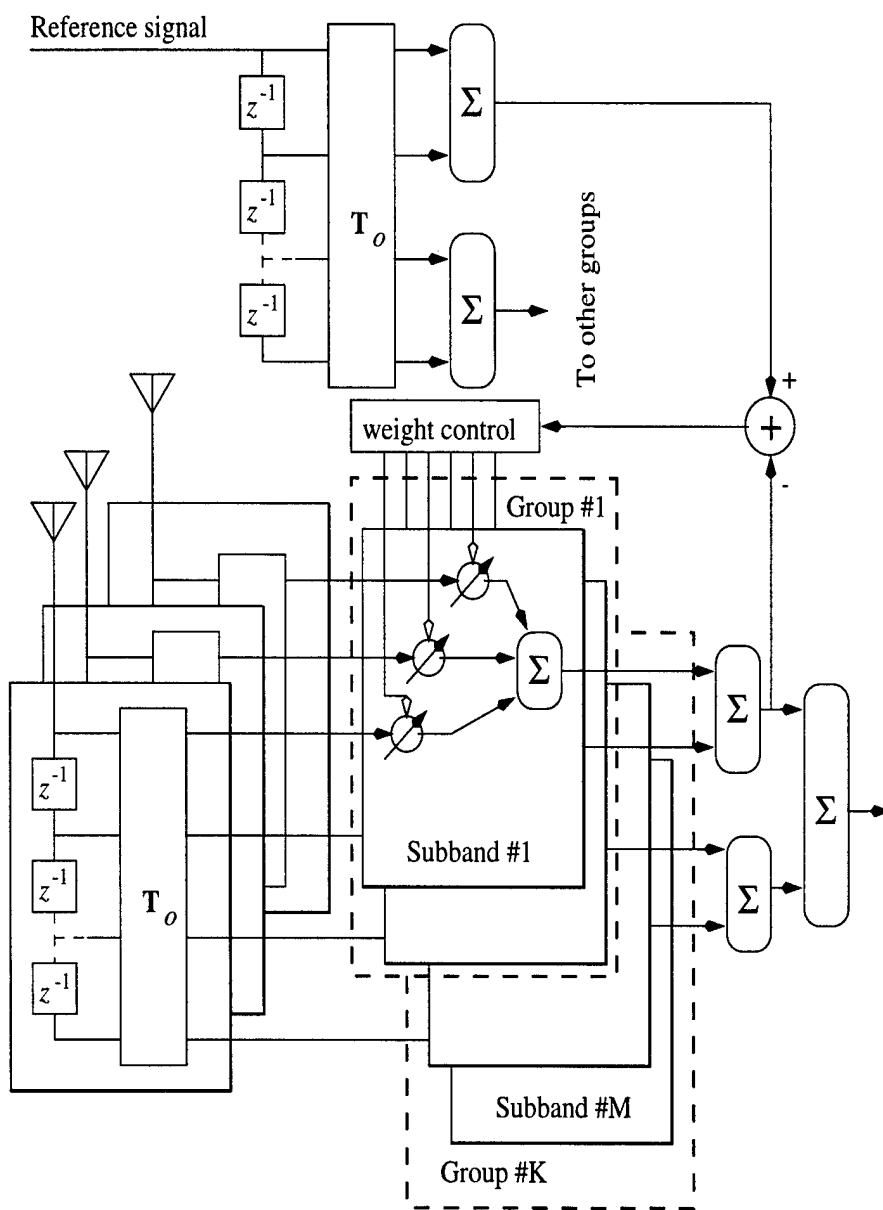 Reference signal
z⁻¹
Σ
z⁻¹
T_o
z⁻¹
Σ
To other groups
+
weight control
+
-
Group #1
Σ
Σ
z⁻¹
Subband #1
Σ
z⁻¹
T_o
Σ
z⁻¹
Subband #M
Group #K